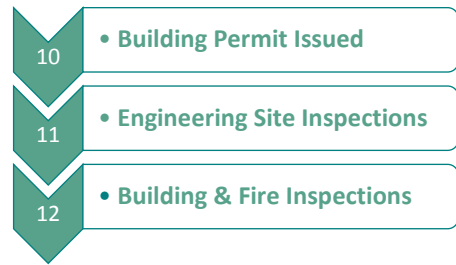 10
• Building Permit Issued
11
• Engineering Site Inspections
12
• Building & Fire Inspections